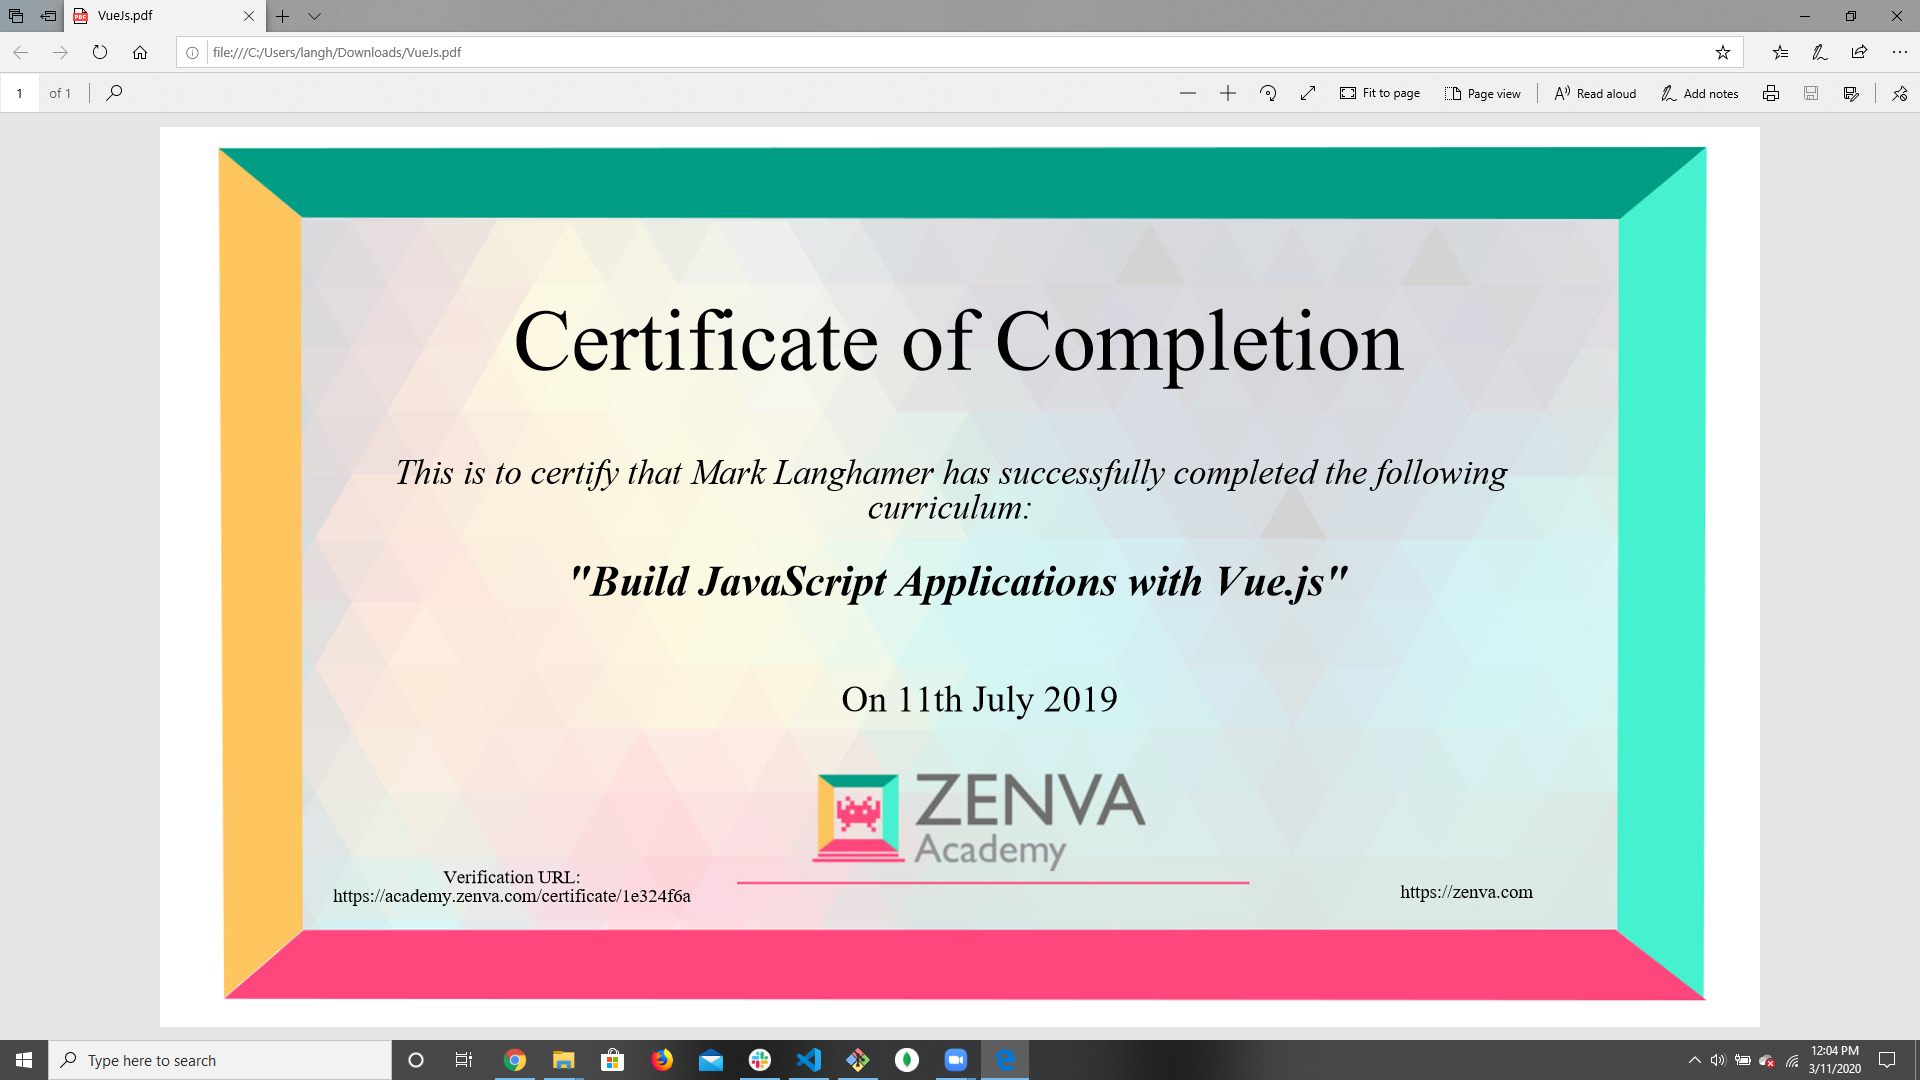 VueJs.pdf
file:///C:/Users/langh/Downloads/VueJs.pdf
1 of 1
Fit to page
Page view
Read aloud
Add notes
Certificate of Completion
This is to certify that Mark Langhamer has successfully completed the following
curriculum:
"Build JavaScript Applications with Vue.js"
On 11th July 2019
ZENVA
Academy
Verification URL:
https://academy.zenva.com/certificate/1e324f6a
https://zenva.com
Type here to search
12:04 PM
3/11/2020